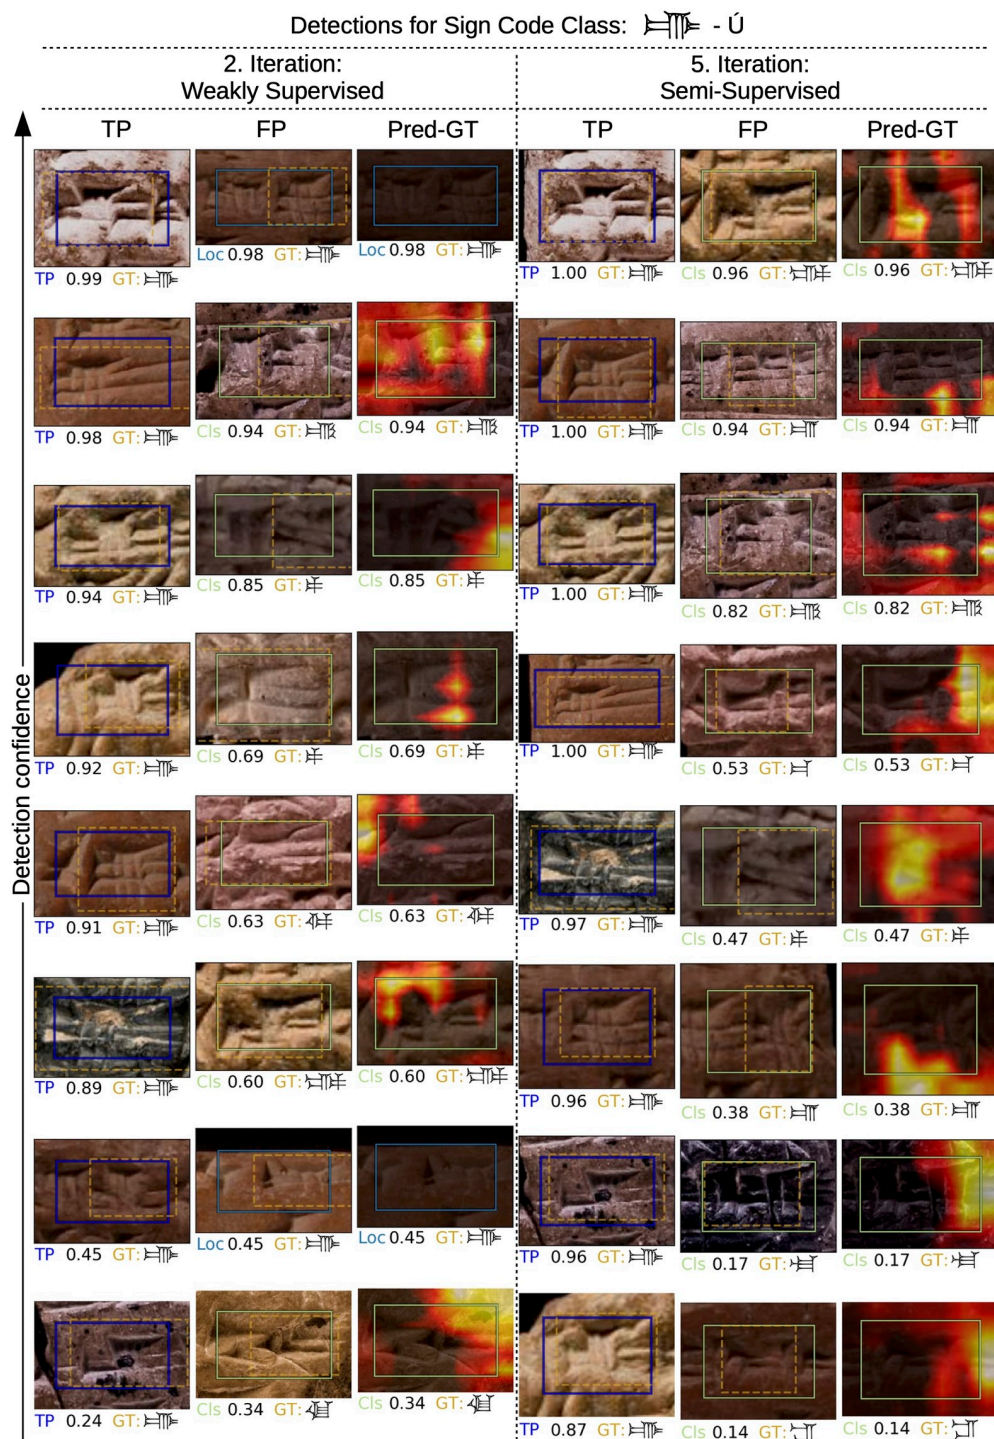 Detections for Sign Code Class: 𒌑 - Ú
2. Iteration:
Weakly Supervised
5. Iteration:
Semi-Supervised
TP FP Pred-GT TP FP Pred-GT
Detection confidence
TP 0.99 GT: 𒌑 Loc 0.98 GT: 𒌑 Loc 0.98 GT: 𒌑 TP 1.00 GT: 𒌑 Cls 0.96 GT: Cls 0.96 GT:
TP 0.98 GT: 𒌑 Cls 0.94 GT: Cls 0.94 GT: TP 1.00 GT: 𒌑 Cls 0.94 GT: Cls 0.94 GT:
TP 0.94 GT: 𒌑 Cls 0.85 GT: Cls 0.85 GT: TP 1.00 GT: 𒌑 Cls 0.82 GT: Cls 0.82 GT:
TP 0.92 GT: 𒌑 Cls 0.69 GT: Cls 0.69 GT: TP 1.00 GT: 𒌑 Cls 0.53 GT: Cls 0.53 GT:
TP 0.91 GT: 𒌑 Cls 0.63 GT: Cls 0.63 GT: TP 0.97 GT: 𒌑 Cls 0.47 GT: Cls 0.47 GT:
TP 0.89 GT: 𒌑 Cls 0.60 GT: Cls 0.60 GT: TP 0.96 GT: 𒌑 Cls 0.38 GT: Cls 0.38 GT:
TP 0.45 GT: 𒌑 Loc 0.45 GT: 𒌑 Loc 0.45 GT: 𒌑 TP 0.96 GT: 𒌑 Cls 0.17 GT: Cls 0.17 GT:
TP 0.24 GT: 𒌑 Cls 0.34 GT: Cls 0.34 GT: TP 0.87 GT: 𒌑 Cls 0.14 GT: Cls 0.14 GT: